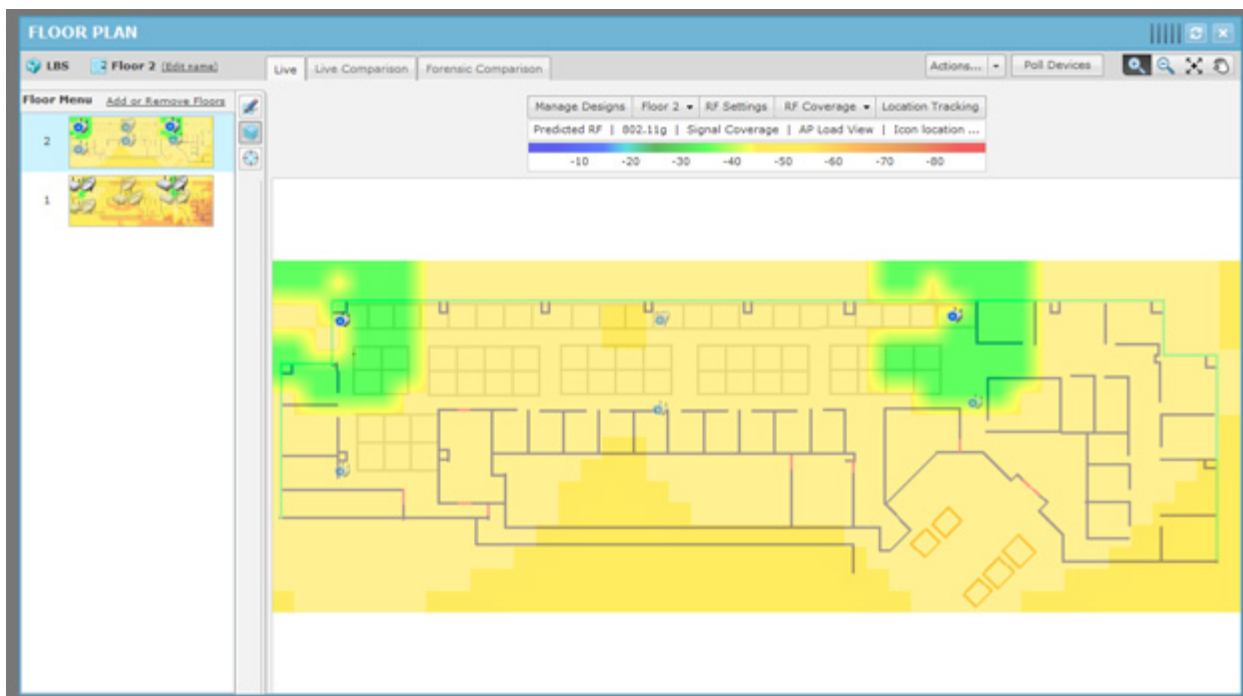 FLOOR PLAN
LBS 2 Floor 2 (Edit name) Live Live Comparison Forensic Comparison Actions... Poll Devices
Floor Menu Add or Remove Floors
Manage Designs Floor 2 RF Settings RF Coverage Location Tracking
Predicted RF | 802.11g | Signal Coverage | AP Load View | Icon location ...
-10 -20 -30 -40 -50 -60 -70 -80
2
1